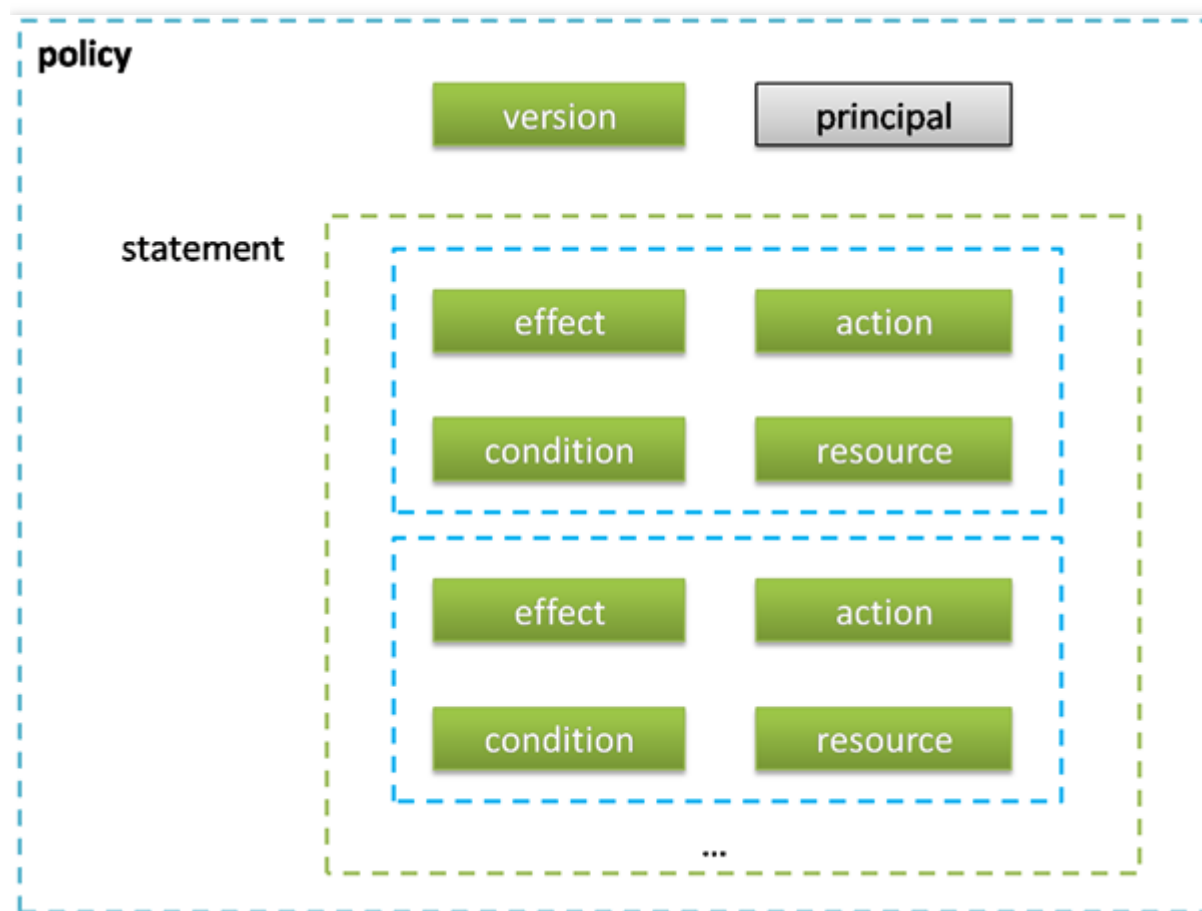 policy
version
principal
statement
effect
action
condition
resource
effect
action
condition
resource
...